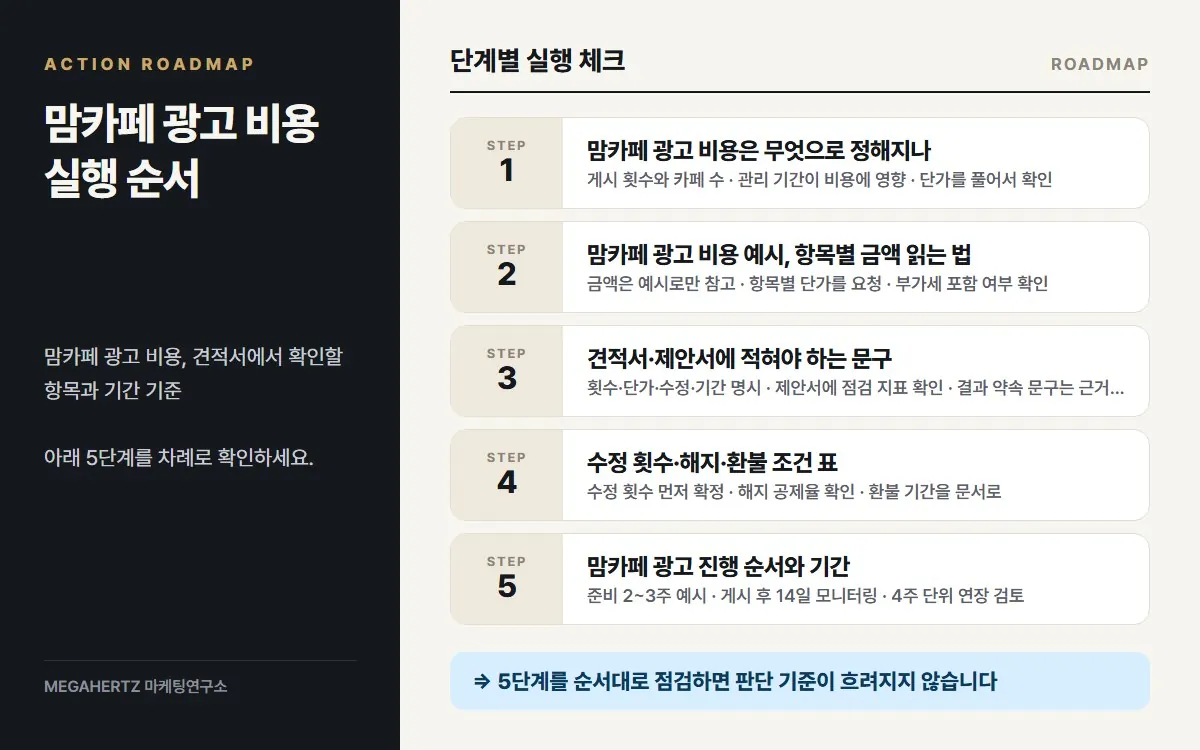 ACTION ROADMAP
맘카페 광고 비용
실행 순서
맘카페 광고 비용, 견적서에서 확인할
항목과 기간 기준
아래 5단계를 차례로 확인하세요.
MEGAHERTZ 마케팅연구소
단계별 실행 체크
ROADMAP
STEP
1
맘카페 광고 비용은 무엇으로 정해지나
게시 횟수와 카페 수 · 관리 기간이 비용에 영향 · 단가를 풀어서 확인
STEP
2
맘카페 광고 비용 예시, 항목별 금액 읽는 법
금액은 예시로만 참고 · 항목별 단가를 요청 · 부가세 포함 여부 확인
STEP
3
견적서·제안서에 적혀야 하는 문구
횟수·단가·수정·기간 명시 · 제안서에 점검 지표 확인 · 결과 약속 문구는 근거…
STEP
4
수정 횟수·해지·환불 조건 표
수정 횟수 먼저 확정 · 해지 공제율 확인 · 환불 기간을 문서로
STEP
5
맘카페 광고 진행 순서와 기간
준비 2~3주 예시 · 게시 후 14일 모니터링 · 4주 단위 연장 검토
→ 5단계를 순서대로 점검하면 판단 기준이 흐려지지 않습니다